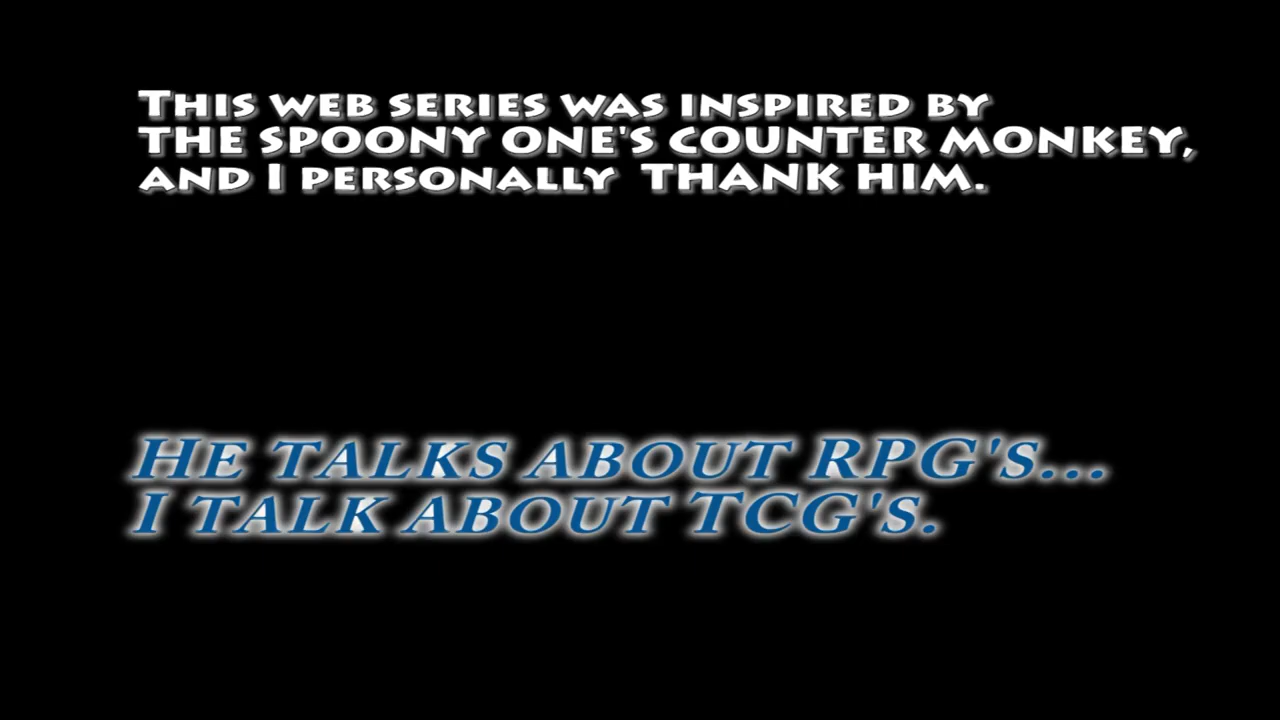 This web series was inspired by
the Spoony One's Counter Monkey,
and I personally THANK HIM.
He talks about RPG's...
I talk about TCG's.